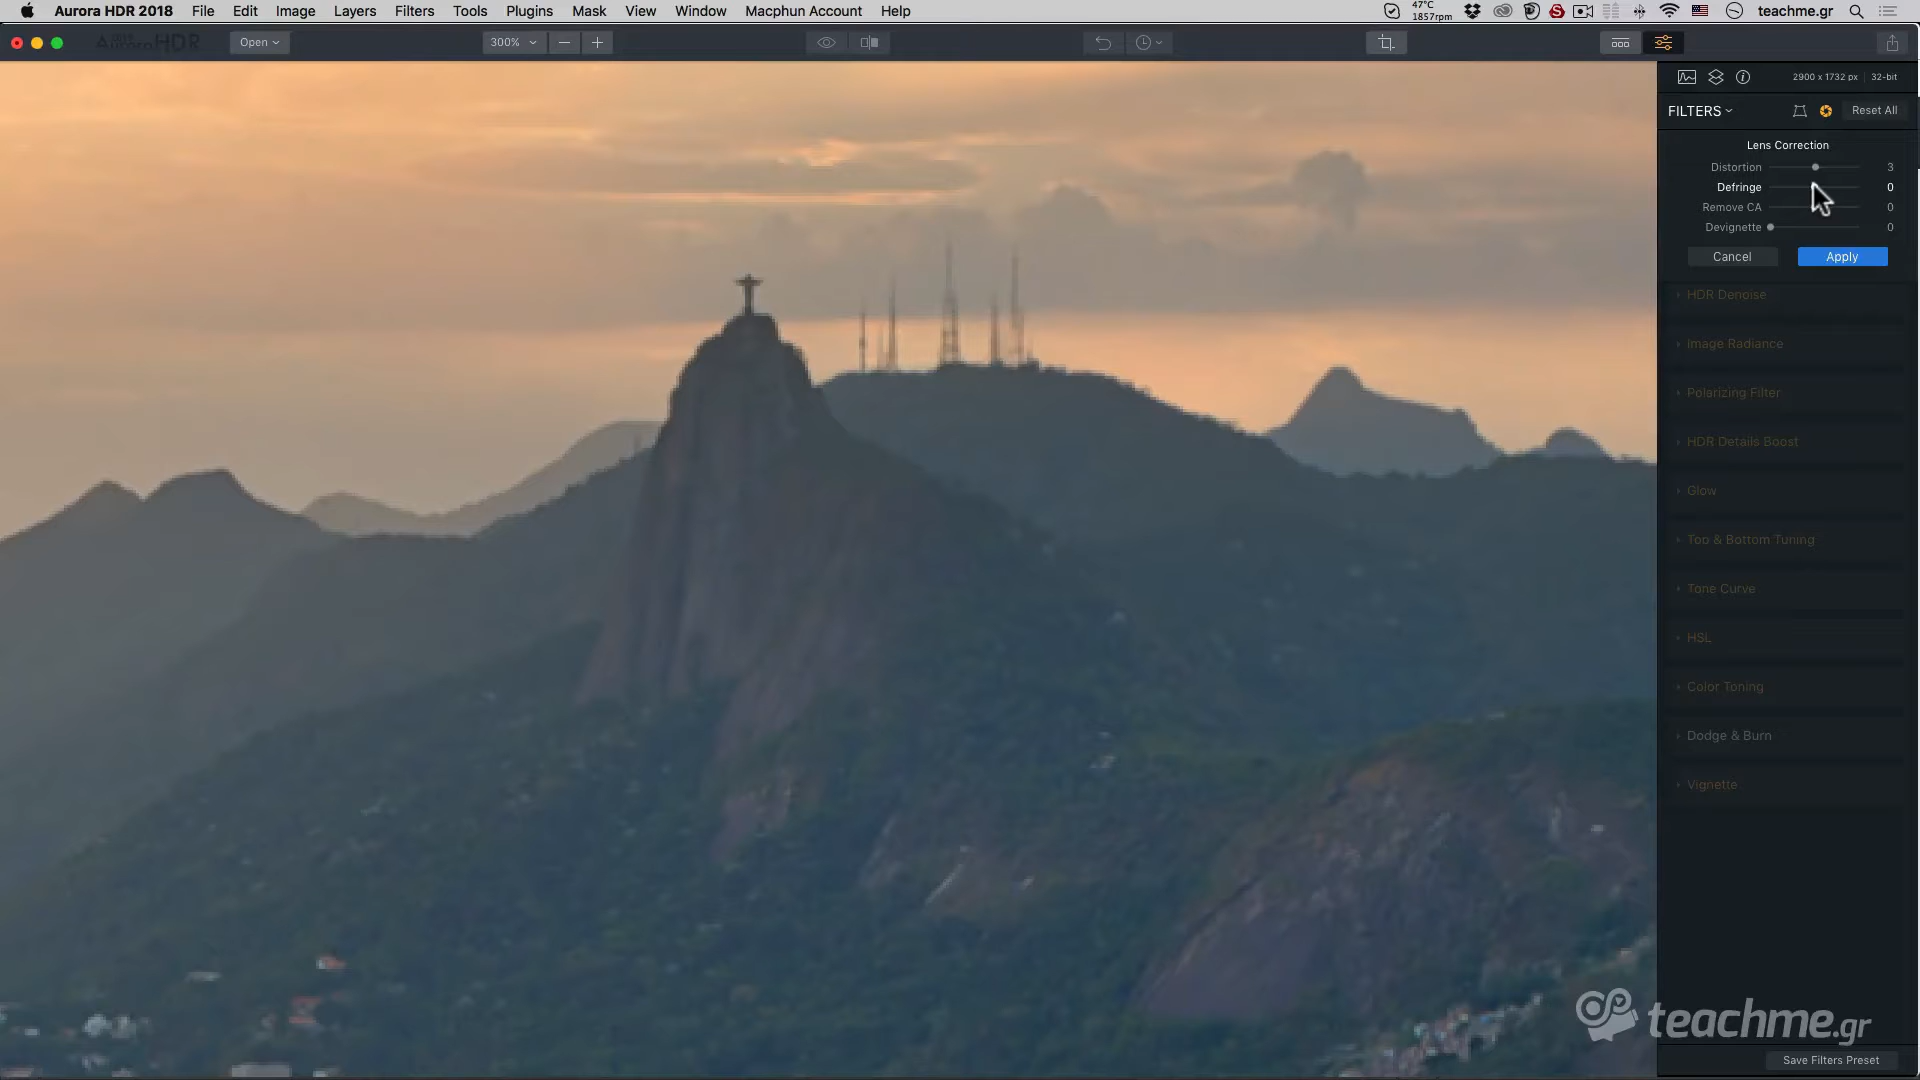 Aurora HDR 2018 File Edit Image Layers Filters Tools Plugins Mask View Window Macphun Account Help 47°C 1857rpm teachme.gr
2018
AuroraHDR Open 300%
2900 x 1732 px 32-bit
FILTERS Reset All
Lens Correction
Distortion 3
Defringe 0
Remove CA 0
Devignette 0
Cancel Apply
HDR Denoise
Image Radiance
Polarizing Filter
HDR Details Boost
Glow
Top & Bottom Tuning
Tone Curve
HSL
Color Toning
Dodge & Burn
Vignette
teachme.gr
Save Filters Preset